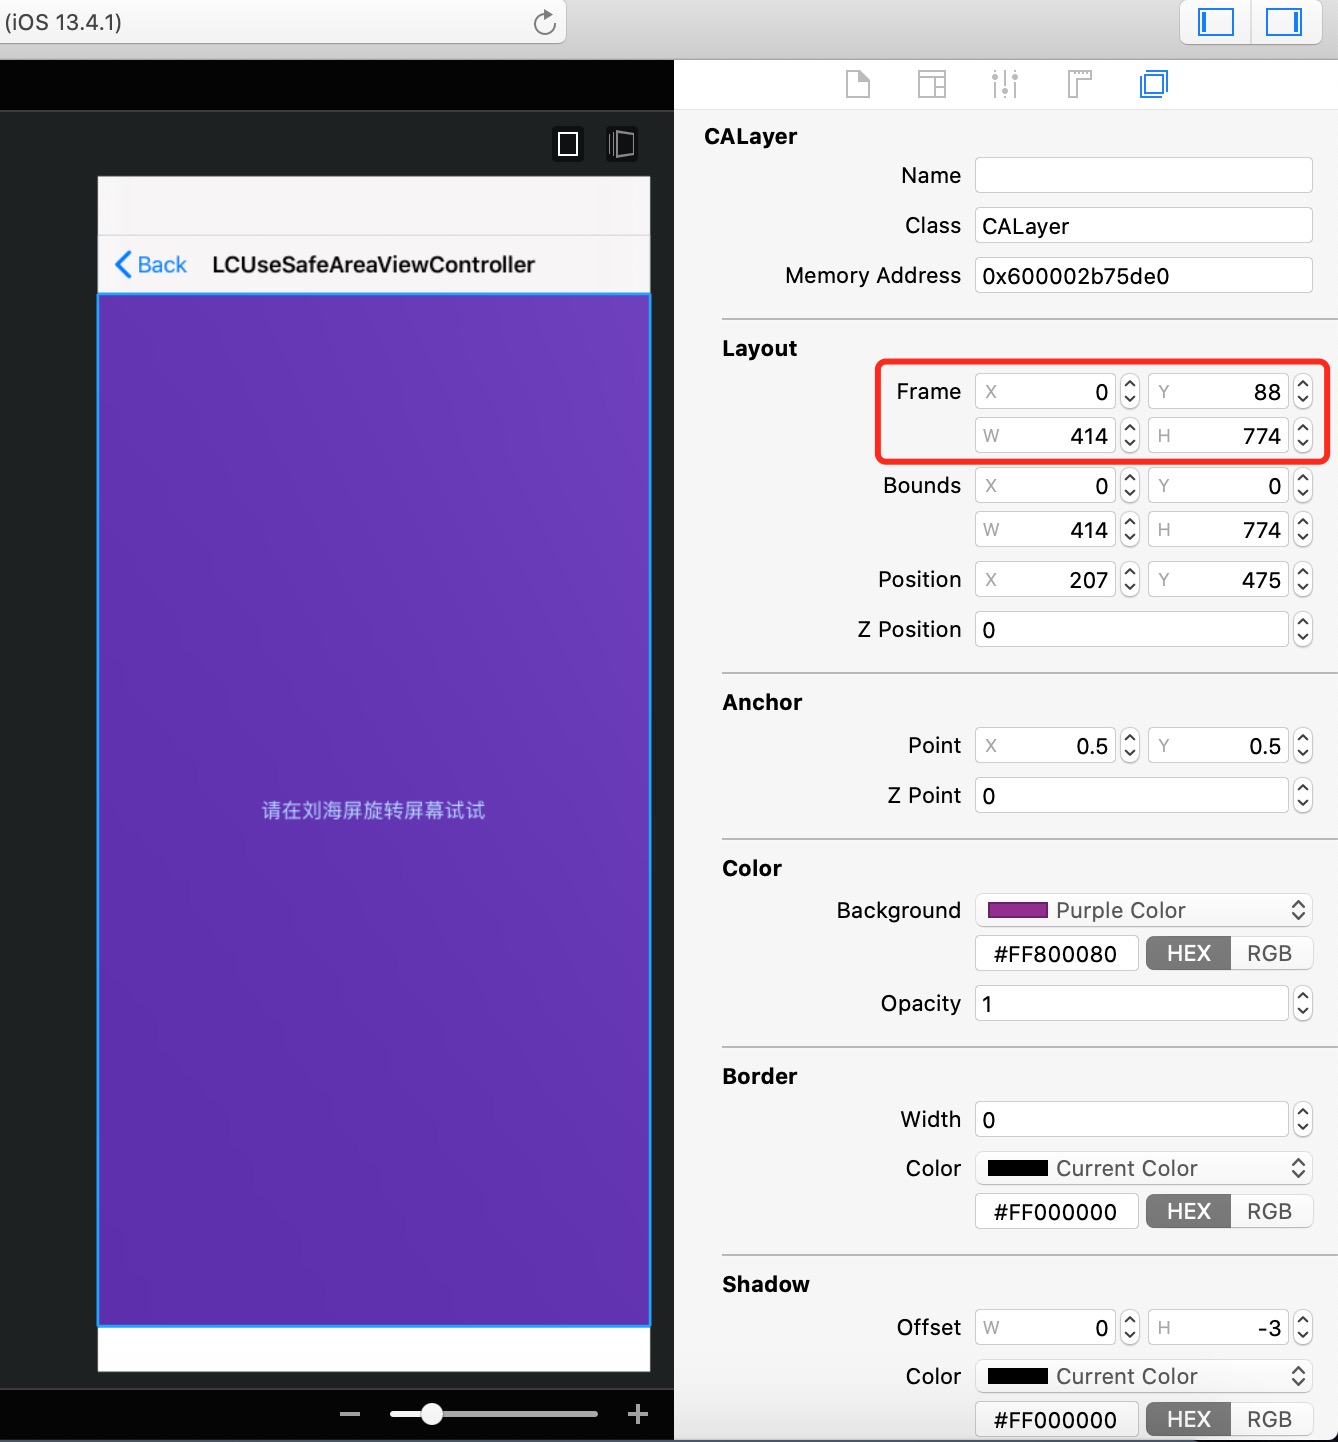 (iOS 13.4.1)
Back LCUseSafeAreaViewController
请在刘海屏旋转屏幕试试
CALayer
Name
Class CALayer
Memory Address 0x600002b75de0
Layout
Frame X 0 Y 88
W 414 H 774
Bounds X 0 Y 0
W 414 H 774
Position X 207 Y 475
Z Position 0
Anchor
Point X 0.5 Y 0.5
Z Point 0
Color
Background Purple Color
#FF800080 HEX RGB
Opacity 1
Border
Width 0
Color Current Color
#FF000000 HEX RGB
Shadow
Offset W 0 H -3
Color Current Color
#FF000000 HEX RGB